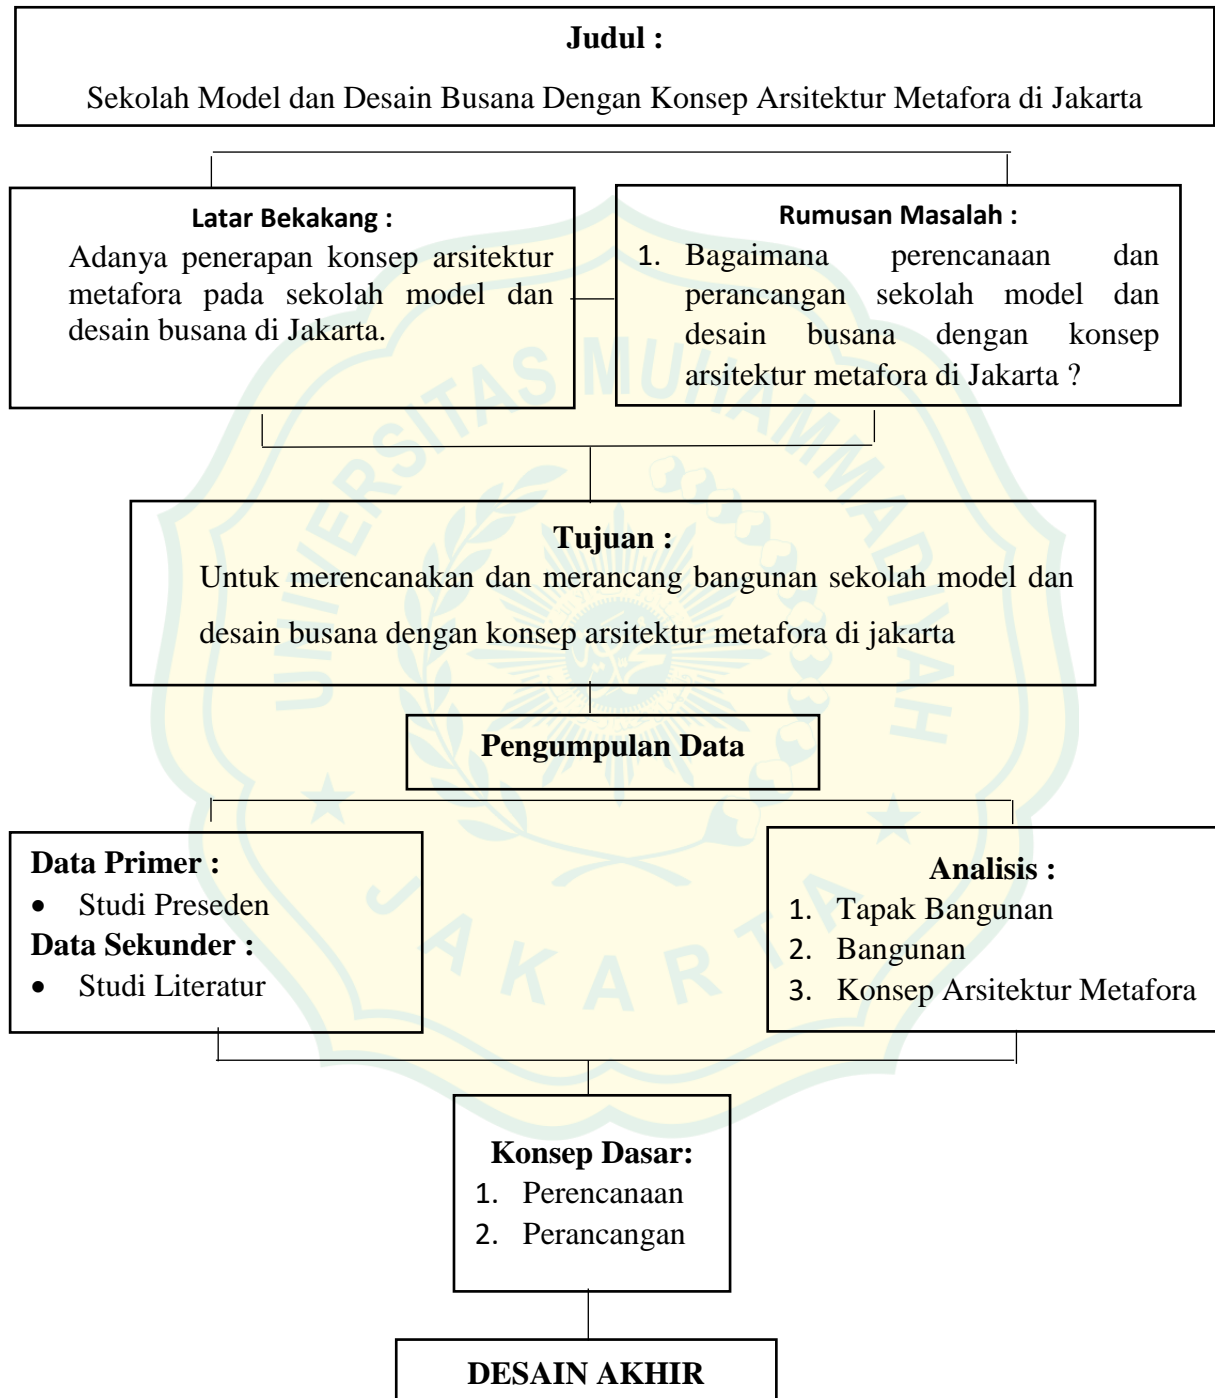 Judul :
Sekolah Model dan Desain Busana Dengan Konsep Arsitektur Metafora di Jakarta
Latar Bekakang :
Adanya penerapan konsep arsitektur
metafora pada sekolah model dan
desain busana di Jakarta.
Rumusan Masalah :
1. Bagaimana perencanaan dan
perancangan sekolah model dan
desain busana dengan konsep
arsitektur metafora di Jakarta ?
Tujuan :
Untuk merencanakan dan merancang bangunan sekolah model dan
desain busana dengan konsep arsitektur metafora di jakarta
Pengumpulan Data
Data Primer :
• Studi Preseden
Data Sekunder :
• Studi Literatur
Analisis :
1. Tapak Bangunan
2. Bangunan
3. Konsep Arsitektur Metafora
Konsep Dasar:
1. Perencanaan
2. Perancangan
DESAIN AKHIR
UNIVERSITAS MUHAMMADIYAH
JAKARTA